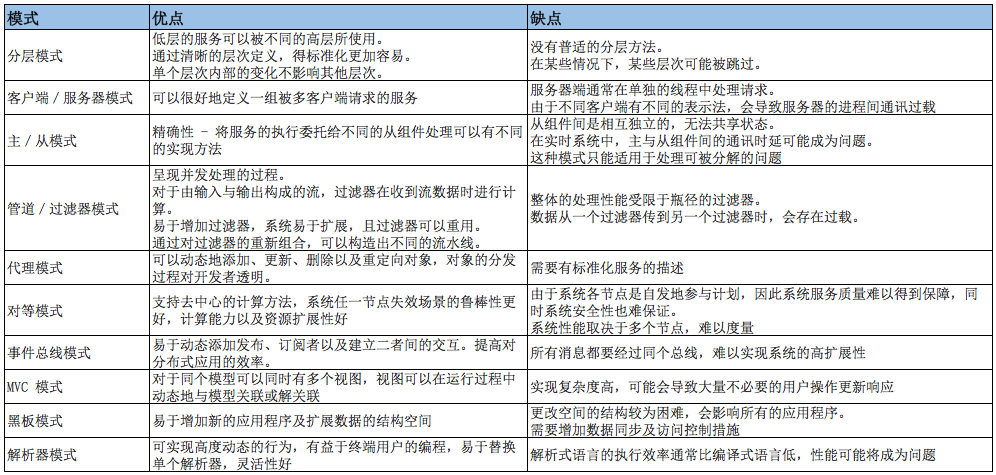 模式 优点 缺点
分层模式
低层的服务可以被不同的高层所使用。
通过清晰的层次定义，得标准化更加容易。
单个层次内部的变化不影响其他层次。
没有普适的分层方法。
在某些情况下，某些层次可能被跳过。
客户端/服务器模式
可以很好地定义一组被多客户端请求的服务
服务器端通常在单独的线程中处理请求。
由于不同客户端有不同的表示法，会导致服务器的进程间通讯过载
主/从模式
精确性 - 将服务的执行委托给不同的从组件处理可以有不同
的实现方法
从组件间是相互独立的，无法共享状态。
在实时系统中，主与从组件间的通讯时延可能成为问题。
这种模式只能适用于处理可被分解的问题
管道/过滤器模式
呈现并发处理的过程。
对于由输入与输出构成的流，过滤器在收到流数据时进行计
算。
易于增加过滤器，系统易于扩展，且过滤器可以重用。
通过对过滤器的重新组合，可以构造出不同的流水线。
整体的处理性能受限于瓶径的过滤器。
数据从一个过滤器传到另一个过滤器时，会存在过载。
代理模式
可以动态地添加、更新、删除以及重定向对象，对象的分发
过程对开发者透明。
需要有标准化服务的描述
对等模式
支持去中心的计算方法，系统任一节点失效场景的鲁棒性更
好，计算能力以及资源扩展性好
由于系统各节点是自发地参与计划，因此系统服务质量难以得到保障，同
时系统安全性也难保证。
系统性能取决于多个节点，难以度量
事件总线模式
易于动态添加发布、订阅者以及建立二者间的交互。提高对
分布式应用的效率。
所有消息都要经过同个总线，难以实现系统的高扩展性
MVC 模式
对于同个模型可以同时有多个视图，视图可以在运行过程中
动态地与模型关联或解关联
实现复杂度高，可能会导致大量不必要的用户操作更新响应
黑板模式
易于增加新的应用程序及扩展数据的结构空间
更改空间的结构较为困难，会影响所有的应用程序。
需要增加数据同步及访问控制措施
解析器模式
可实现高度动态的行为，有益于终端用户的编程，易于替换
单个解析器，灵活性好
解析式语言的执行效率通常比编译式语言低，性能可能将成为问题